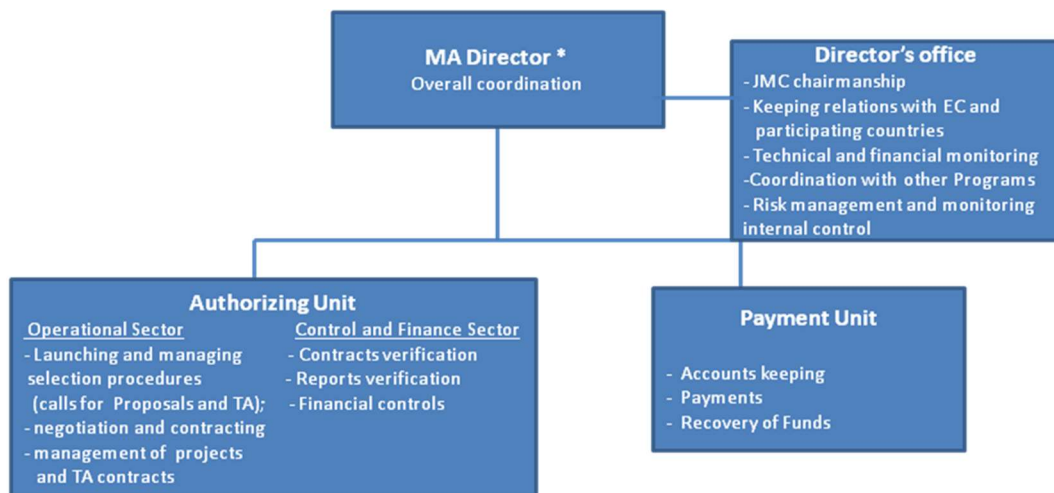 MA Director *
Overall coordination
Director's office
- JMC chairmanship
- Keeping relations with EC and
participating countries
- Technical and financial monitoring
-Coordination with other Programs
- Risk management and monitoring
internal control
Authorizing Unit
Operational Sector
- Launching and managing
selection procedures
(calls for Proposals and TA);
- negotiation and contracting
- management of projects
and TA contracts
Control and Finance Sector
- Contracts verification
- Reports verification
- Financial controls
Payment Unit
- Accounts keeping
- Payments
- Recovery of Funds